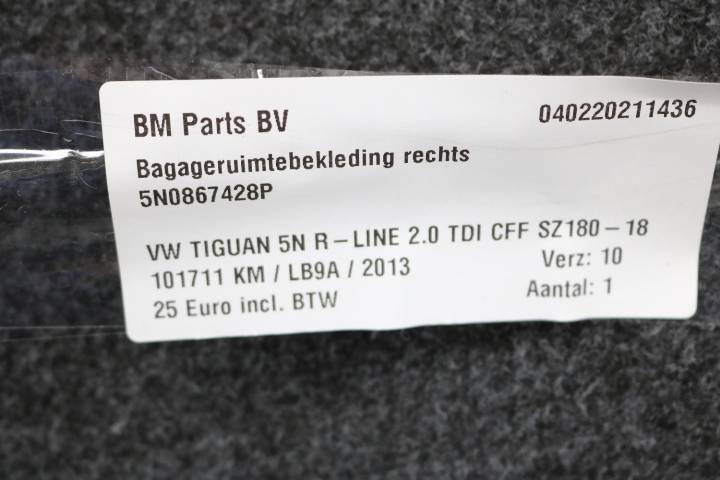 BM Parts BV
040220211436
Bagageruimtebekleding rechts
5N0867428P
VW TIGUAN 5N R-LINE 2.0 TDI CFF SZ180-18
101711 KM / LB9A / 2013
Verz: 10
25 Euro incl. BTW
Aantal: 1